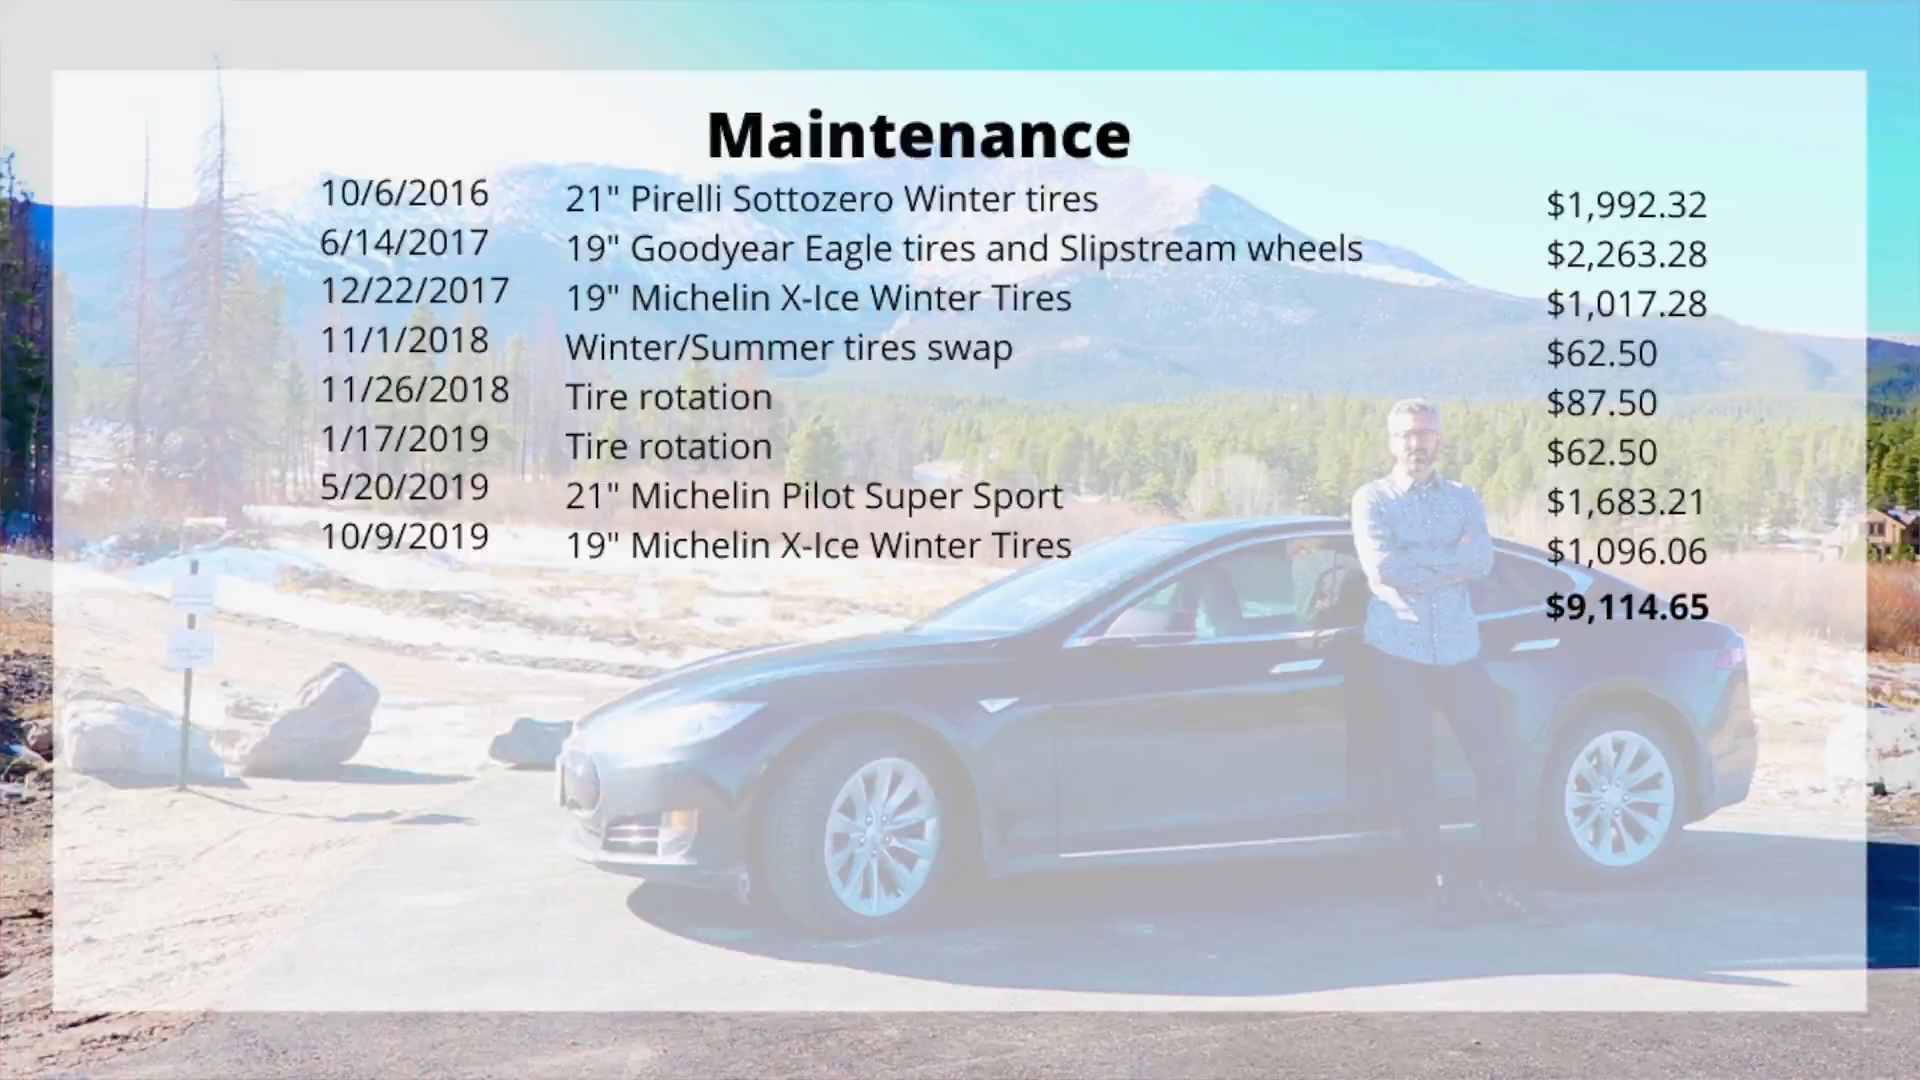 Maintenance
10/6/2016 21" Pirelli Sottozero Winter tires $1,992.32
6/14/2017 19" Goodyear Eagle tires and Slipstream wheels $2,263.28
12/22/2017 19" Michelin X-Ice Winter Tires $1,017.28
11/1/2018 Winter/Summer tires swap $62.50
11/26/2018 Tire rotation $87.50
1/17/2019 Tire rotation $62.50
5/20/2019 21" Michelin Pilot Super Sport $1,683.21
10/9/2019 19" Michelin X-Ice Winter Tires $1,096.06
$9,114.65